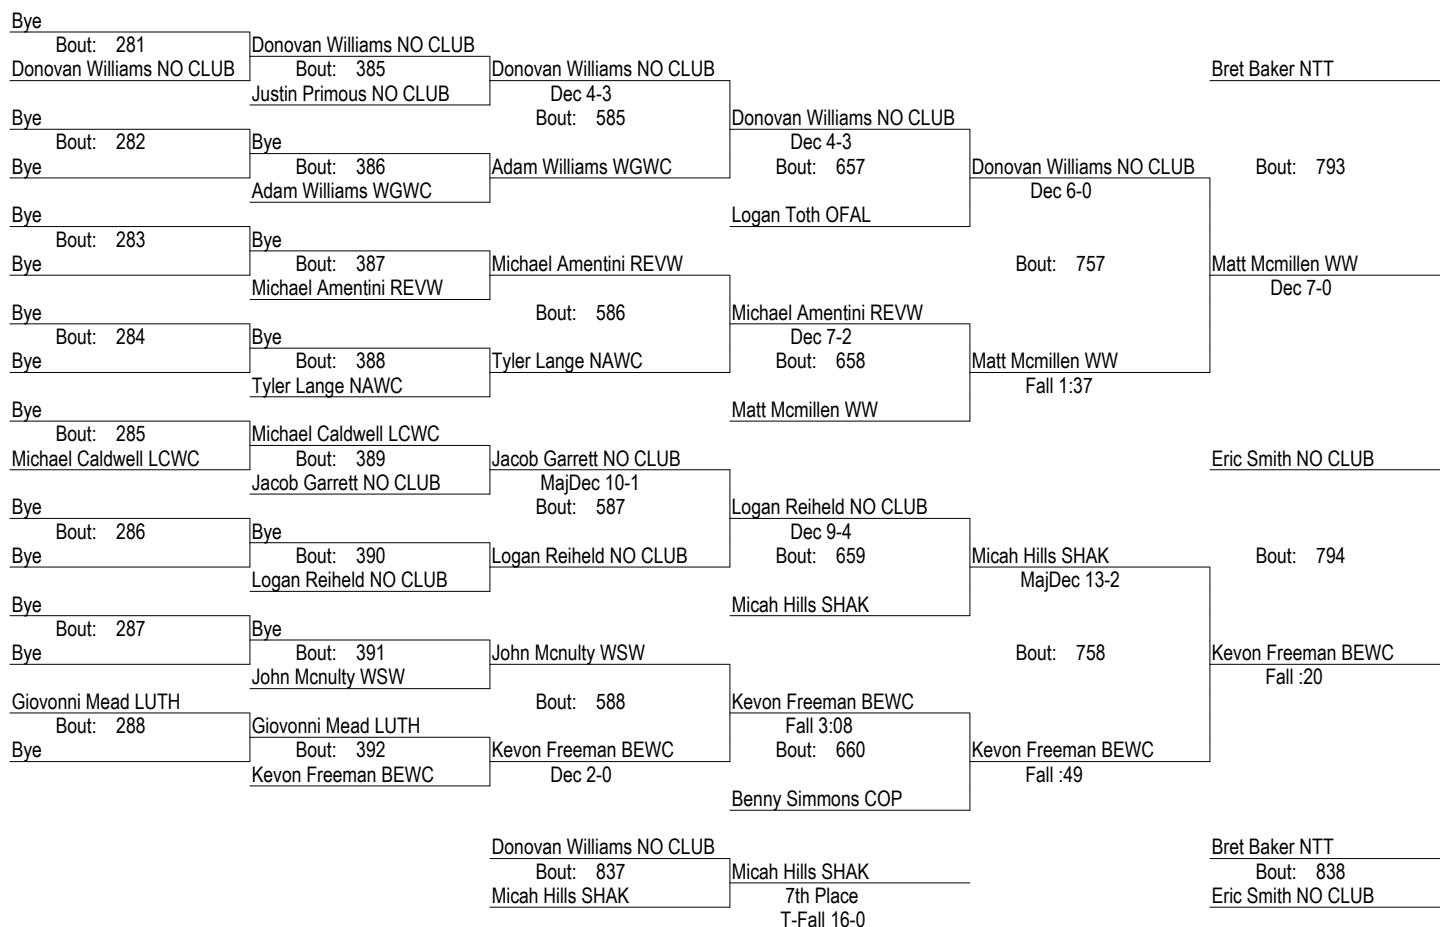 Bye
Bout: 281
Donovan Williams NO CLUB
Bye
Bout: 282
Bye
Bye
Bout: 283
Bye
Bye
Bout: 284
Bye
Bye
Bout: 285
Michael Caldwell LCWC
Bye
Bout: 286
Bye
Bye
Bout: 287
Bye
Giovonni Mead LUTH
Bout: 288
Bye
Donovan Williams NO CLUB
Bout: 385
Justin Primous NO CLUB
Bye
Bout: 386
Adam Williams WGWC
Bye
Bout: 387
Michael Amentini REVW
Bye
Bout: 388
Tyler Lange NAWC
Michael Caldwell LCWC
Bout: 389
Jacob Garrett NO CLUB
Bye
Bout: 390
Logan Reiheld NO CLUB
Bye
Bout: 391
John Mcnulty WSW
Giovonni Mead LUTH
Bout: 392
Kevon Freeman BEWC
Donovan Williams NO CLUB
Dec 4-3
Bout: 585
Adam Williams WGWC
Michael Amentini REVW
Bout: 586
Tyler Lange NAWC
Jacob Garrett NO CLUB
MajDec 10-1
Bout: 587
Logan Reiheld NO CLUB
John Mcnulty WSW
Bout: 588
Kevon Freeman BEWC
Dec 2-0
Donovan Williams NO CLUB
Dec 4-3
Bout: 657
Logan Toth OFAL
Michael Amentini REVW
Dec 7-2
Bout: 658
Matt Mcmillen WW
Logan Reiheld NO CLUB
Dec 9-4
Bout: 659
Micah Hills SHAK
Kevon Freeman BEWC
Fall 3:08
Bout: 660
Benny Simmons COP
Donovan Williams NO CLUB
Dec 6-0
Bout: 757
Matt Mcmillen WW
Fall 1:37
Micah Hills SHAK
MajDec 13-2
Bout: 758
Kevon Freeman BEWC
Fall :49
Bret Baker NTT
Bout: 793
Matt Mcmillen WW
Dec 7-0
Eric Smith NO CLUB
Bout: 794
Kevon Freeman BEWC
Fall :20
Donovan Williams NO CLUB
Bout: 837
Micah Hills SHAK
Micah Hills SHAK
7th Place
T-Fall 16-0
Bret Baker NTT
Bout: 838
Eric Smith NO CLUB